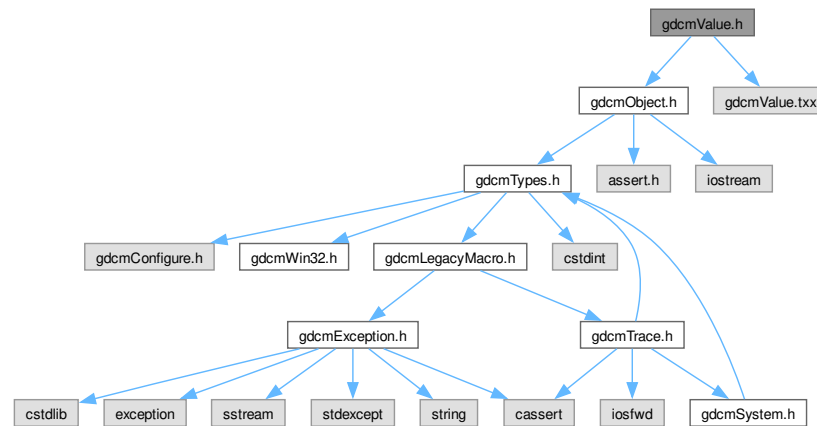 gdcmValue.h
gdcmObject.h
gdcmValue.txx
gdcmTypes.h
assert.h
iostream
gdcmConfigure.h
gdcmWin32.h
gdcmLegacyMacro.h
cstdint
gdcmException.h
gdcmTrace.h
cstdlib
exception
sstream
stdexcept
string
cassert
iosfwd
gdcmSystem.h